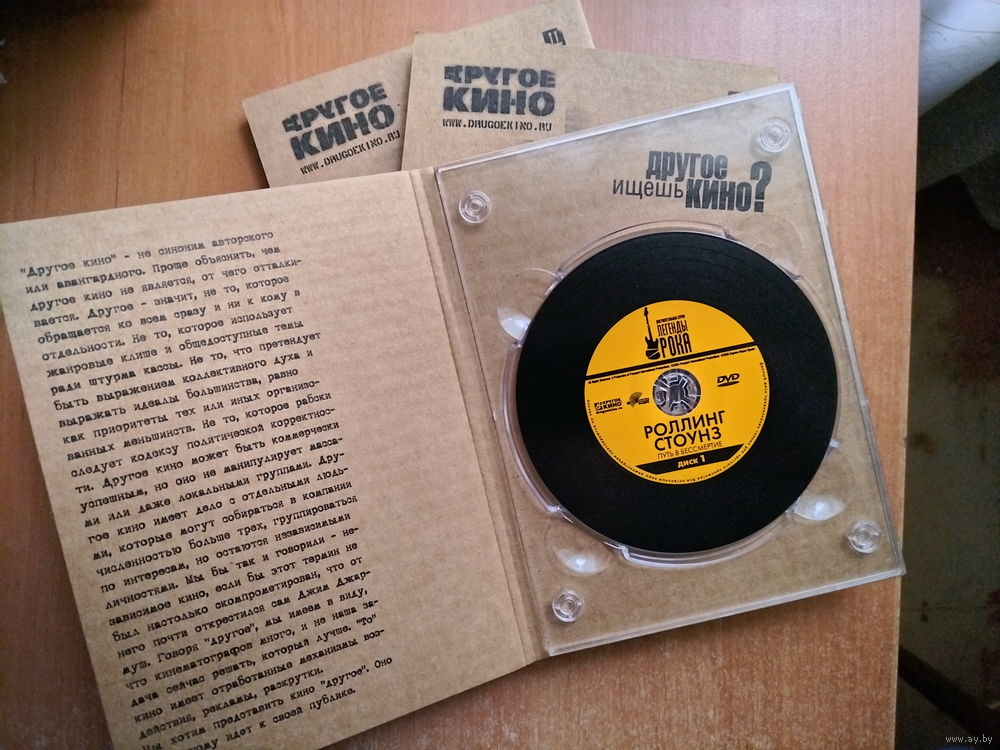 ДРУГОЕ
КИНО
WWW.DRUGOEKINO.RU
ДРУГОЕ
КИНО
WWW.DRUGOEKINO.RU
другое
ищешь КИНО?
"Другое кино" - не синоним авторского
или авангардного. Проще объяснить, чем
другое кино не является, от чего отталки-
вается. Другое - значит, не то, которое
обращается ко всем сразу и ни к кому в
отдельности. Не то, которое использует
жанровые клише и общедоступные темы
ради штурма кассы. Не то, что претендует
быть выражением коллективного духа и
выражать идеалы большинства, равно
как приоритеты тех или иных организо-
ванных меньшинств. Не то, которое рабски
следует кодексу политической корректнос-
ти. Другое кино может быть коммерчески
успешным, но оно не манипулирует масса-
ми или даже локальными группами. Дру-
гое кино имеет дело с отдельными людь-
ми, которые могут собираться в компании
численностью больше трех, группироваться
по интересам, но остаются независимыми
личностями. Мы бы так и говорили - не-
зависимое кино, если бы этот термин не
был настолько скомпрометирован, что от
него почти открестился сам Джим Джар-
муш. Говоря "другое", мы имеем в виду,
что кинематографов много, и не наша за-
дача сейчас решать, который лучше. "То"
кино имеет отработанные механизмы воз-
действия, рекламы, раскрутки.
Мы хотим представить кино "другое". Оно
идет к своей публике.
ЛЕГЕНДЫ
РОКА
DVD
ДРУГОЕ
КИНО
РОЛЛИНГ
СТОУНЗ
ПУТЬ В БЕССМЕРТИЕ
ДИСК 1
www.ay.by